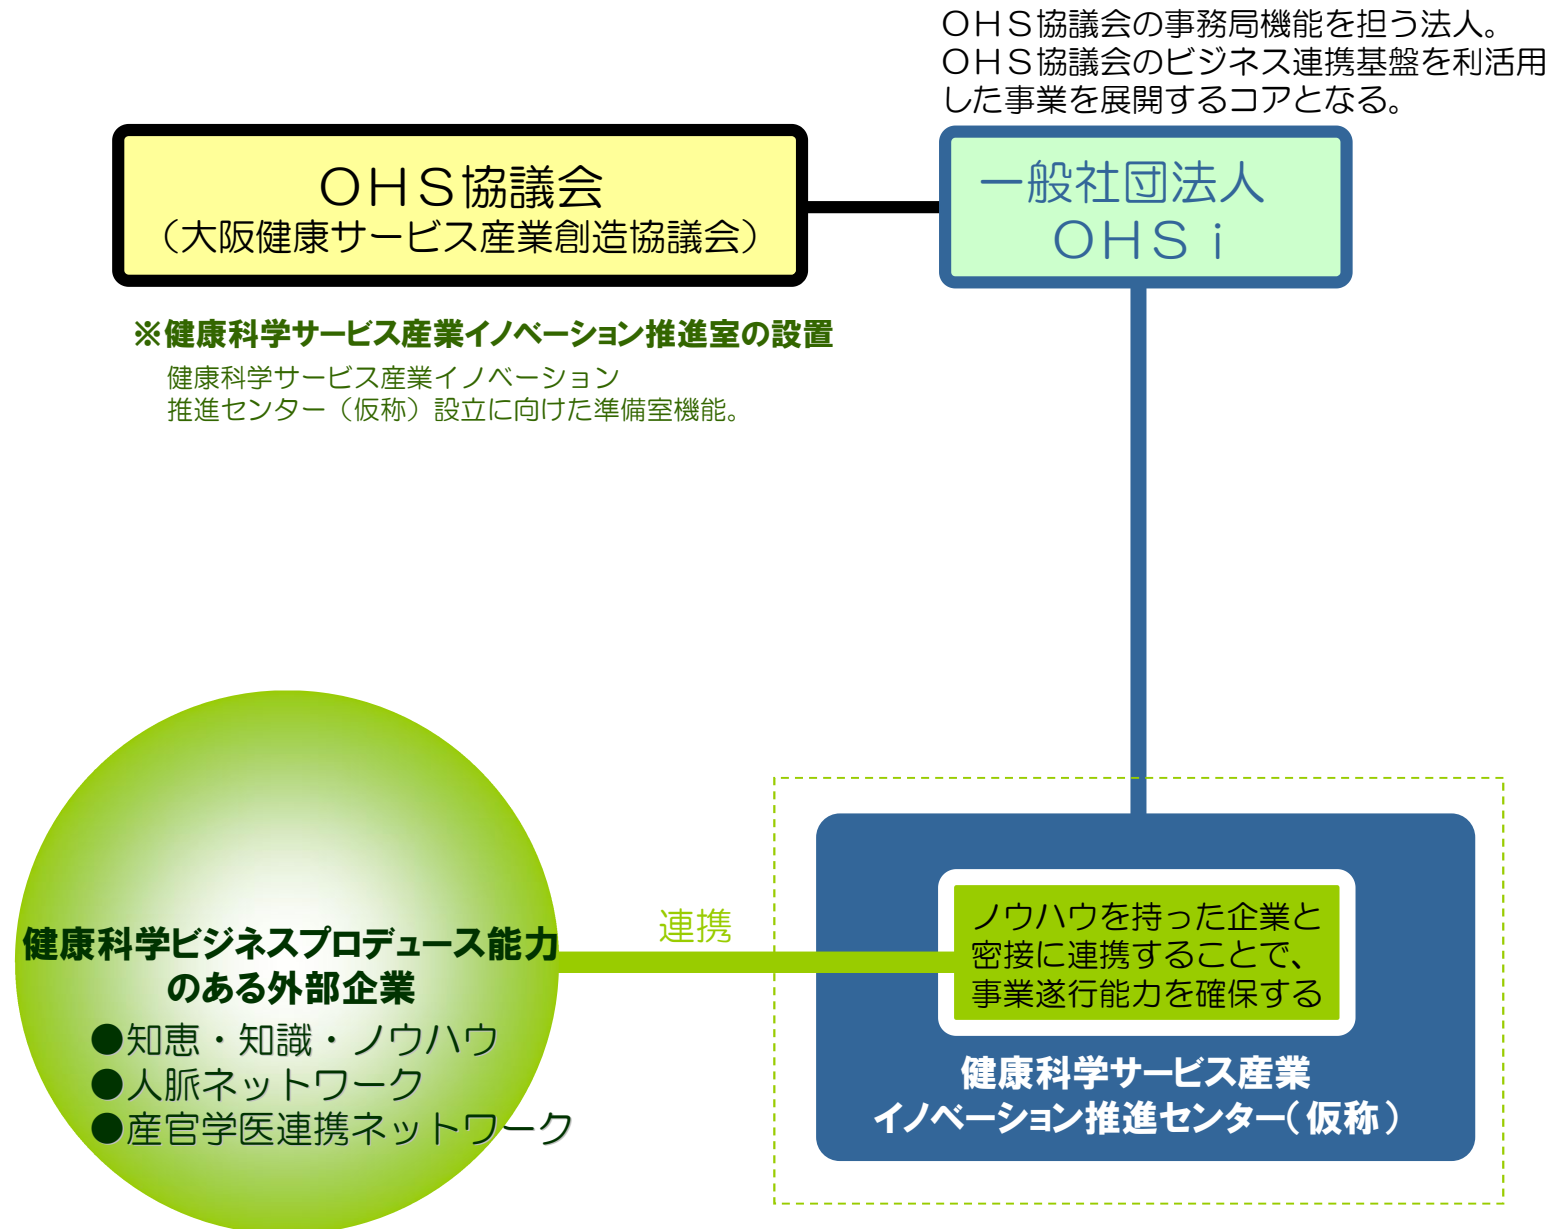 ＯＨＳ協議会の事務局機能を担う法人。
ＯＨＳ協議会のビジネス連携基盤を利活用
した事業を展開するコアとなる。
ＯＨＳ協議会
（大阪健康サービス産業創造協議会）
一般社団法人
ＯＨＳｉ
※健康科学サービス産業イノベーション推進室の設置
健康科学サービス産業イノベーション
推進センター（仮称）設立に向けた準備室機能。
健康科学ビジネスプロデュース能力
のある外部企業
●知恵・知識・ノウハウ
●人脈ネットワーク
●産官学医連携ネットワーク
連携
ノウハウを持った企業と
密接に連携することで、
事業遂行能力を確保する
健康科学サービス産業
イノベーション推進センター（仮称）